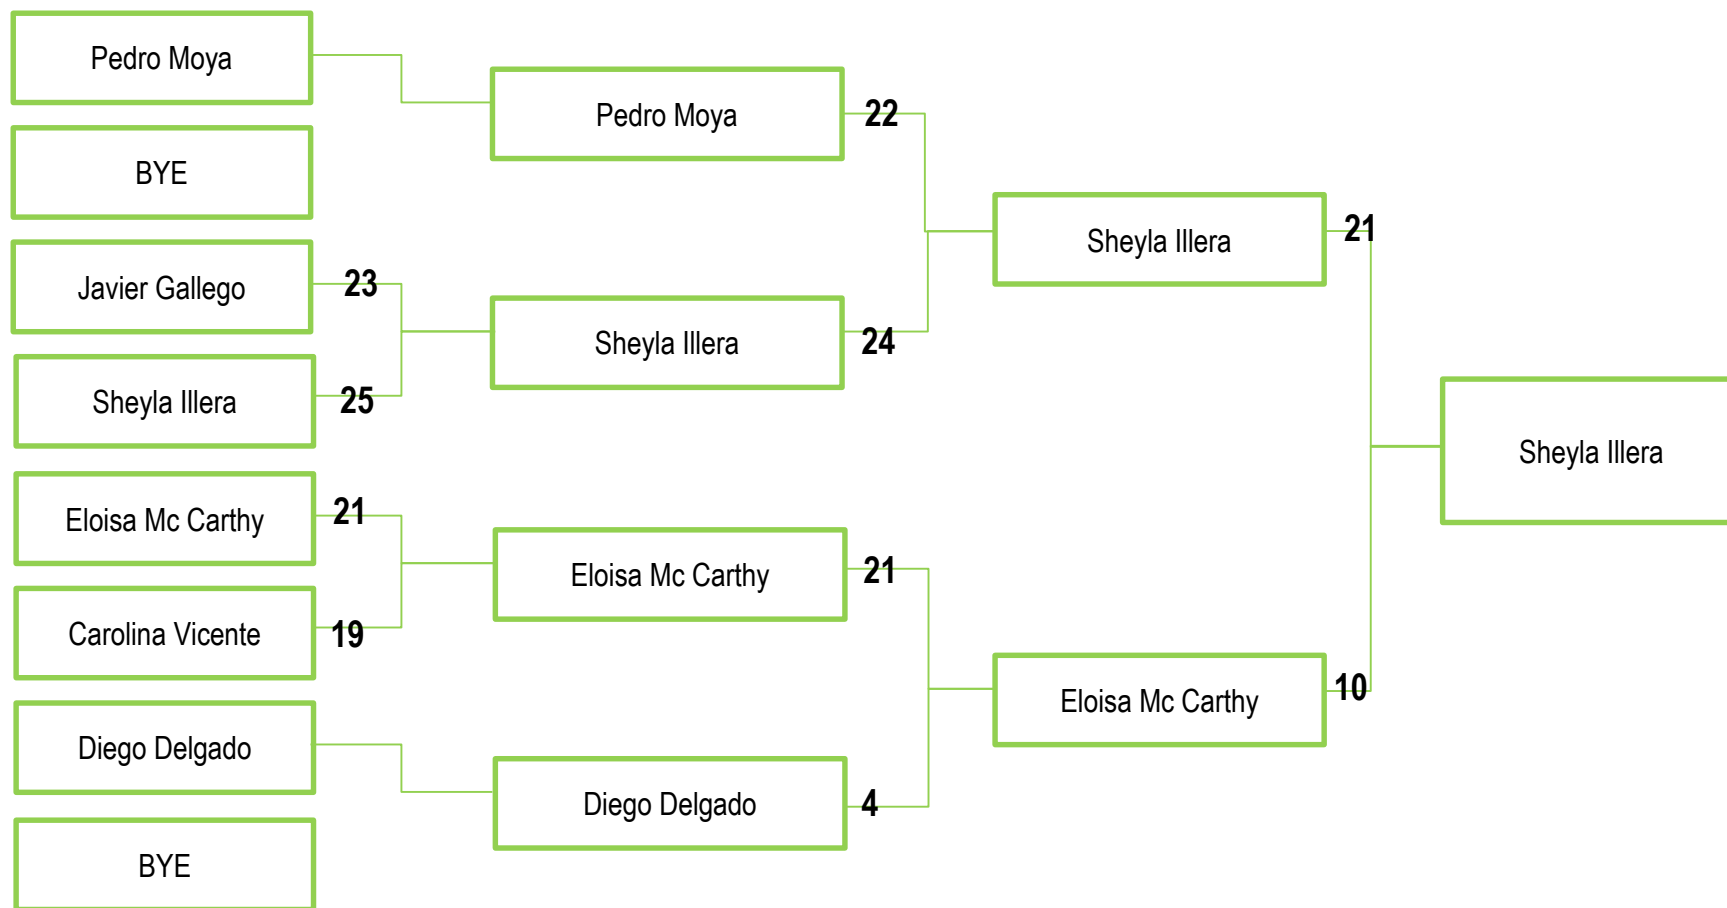 Pedro Moya
BYE
Javier Gallego 23
Sheyla Illera 25
Eloisa Mc Carthy 21
Carolina Vicente 19
Diego Delgado
BYE
Pedro Moya 22
Sheyla Illera 24
Eloisa Mc Carthy 21
Diego Delgado 4
Sheyla Illera 21
Eloisa Mc Carthy 10
Sheyla Illera